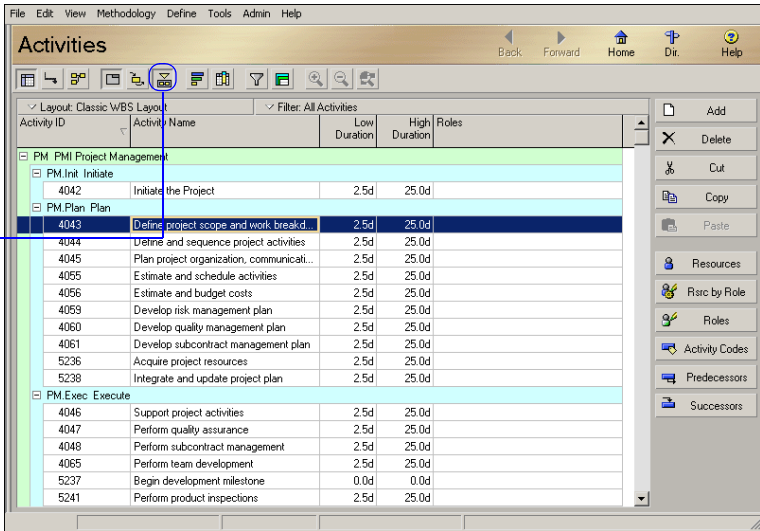 File Edit View Methodology Define Tools Admin Help
Activities
Back Forward Home Dir. Help
Layout: Classic WBS Layout Filter: All Activities
Activity ID Activity Name Low Duration High Duration Roles
PM PMI Project Management
PM.Init Initiate
4042 Initiate the Project 2.5d 25.0d
PM.Plan Plan
4043 Define project scope and work breakd... 2.5d 25.0d
4044 Define and sequence project activities 2.5d 25.0d
4045 Plan project organization, communicati... 2.5d 25.0d
4055 Estimate and schedule activities 2.5d 25.0d
4056 Estimate and budget costs 2.5d 25.0d
4059 Develop risk management plan 2.5d 25.0d
4060 Develop quality management plan 2.5d 25.0d
4061 Develop subcontract management plan 2.5d 25.0d
5236 Acquire project resources 2.5d 25.0d
5238 Integrate and update project plan 2.5d 25.0d
PM.Exec Execute
4046 Support project activities 2.5d 25.0d
4047 Perform quality assurance 2.5d 25.0d
4048 Perform subcontract management 2.5d 25.0d
4065 Perform team development 2.5d 25.0d
5237 Begin development milestone 0.0d 0.0d
5241 Perform product inspections 2.5d 25.0d
Add
Delete
Cut
Copy
Paste
Resources
Rsrc by Role
Roles
Activity Codes
Predecessors
Successors